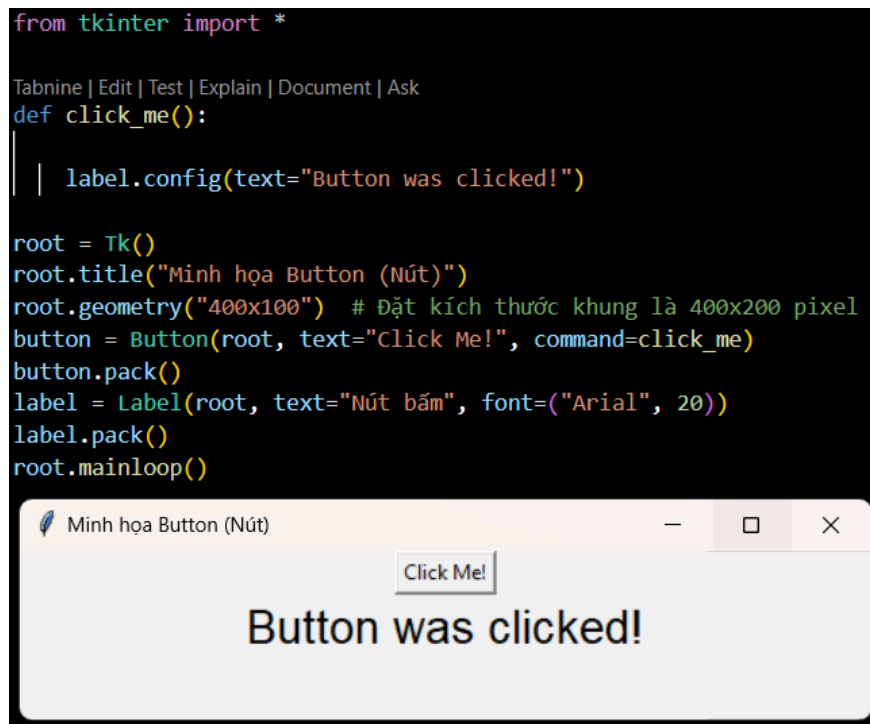 from tkinter import *
Tabnine | Edit | Test | Explain | Document | Ask
def click_me():
label.config(text="Button was clicked!")
root = Tk()
root.title("Minh họa Button (Nút)")
root.geometry("400x100")  # Đặt kích thước khung là 400x200 pixel
button = Button(root, text="Click Me!", command=click_me)
button.pack()
label = Label(root, text="Nút bấm", font=("Arial", 20))
label.pack()
root.mainloop()
Minh họa Button (Nút)
Click Me!
Button was clicked!